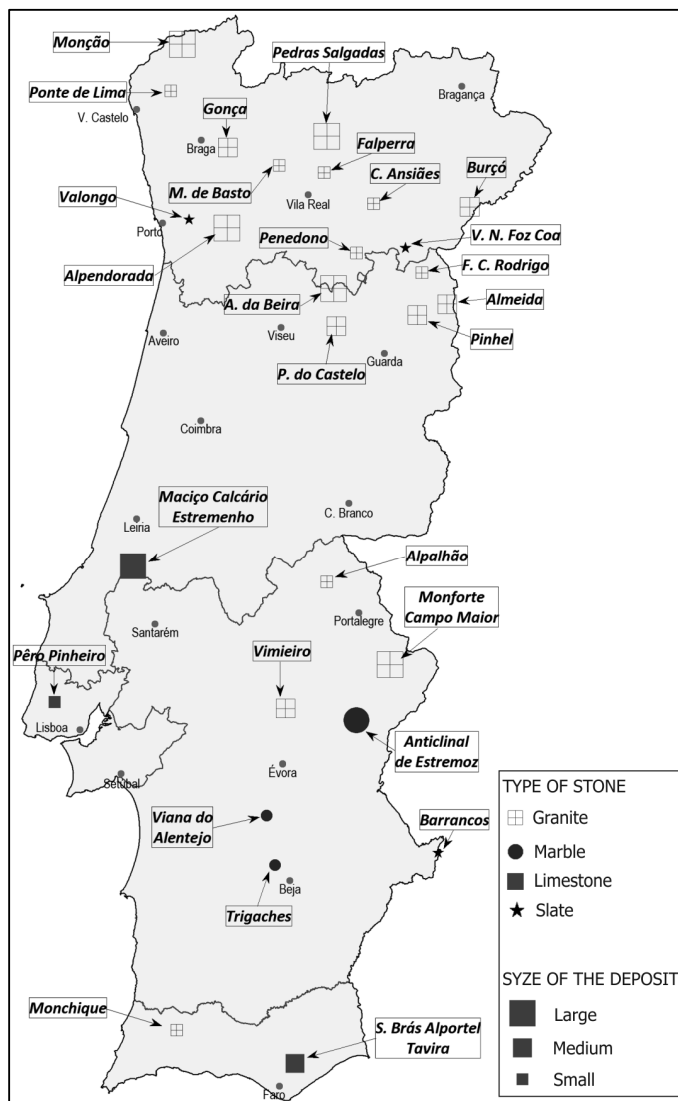 Monção
Pedras Salgadas
Ponte de Lima
Bragança
V. Castelo
Gonça
Braga
Falperra
M. de Basto
C. Ansiães
Burçó
Valongo
Vila Real
Porto
Penedono
V. N. Foz Coa
Alpendorada
F. C. Rodrigo
A. da Beira
Almeida
Aveiro
Viseu
Pinhel
P. do Castelo
Guarda
Coimbra
Maciço Calcário
Estremenho
Leiria
C. Branco
Alpalhão
Monforte
Campo Maior
Santarém
Portalegre
Pêro Pinheiro
Vimieiro
Lisboa
Anticlinal
de Estremoz
Évora
Setúbal
Viana do
Alentejo
Barrancos
Trigaches
Beja
Monchique
S. Brás Alportel
Tavira
Faro
TYPE OF STONE
Granite
Marble
Limestone
Slate
SYZE OF THE DEPOSIT
Large
Medium
Small